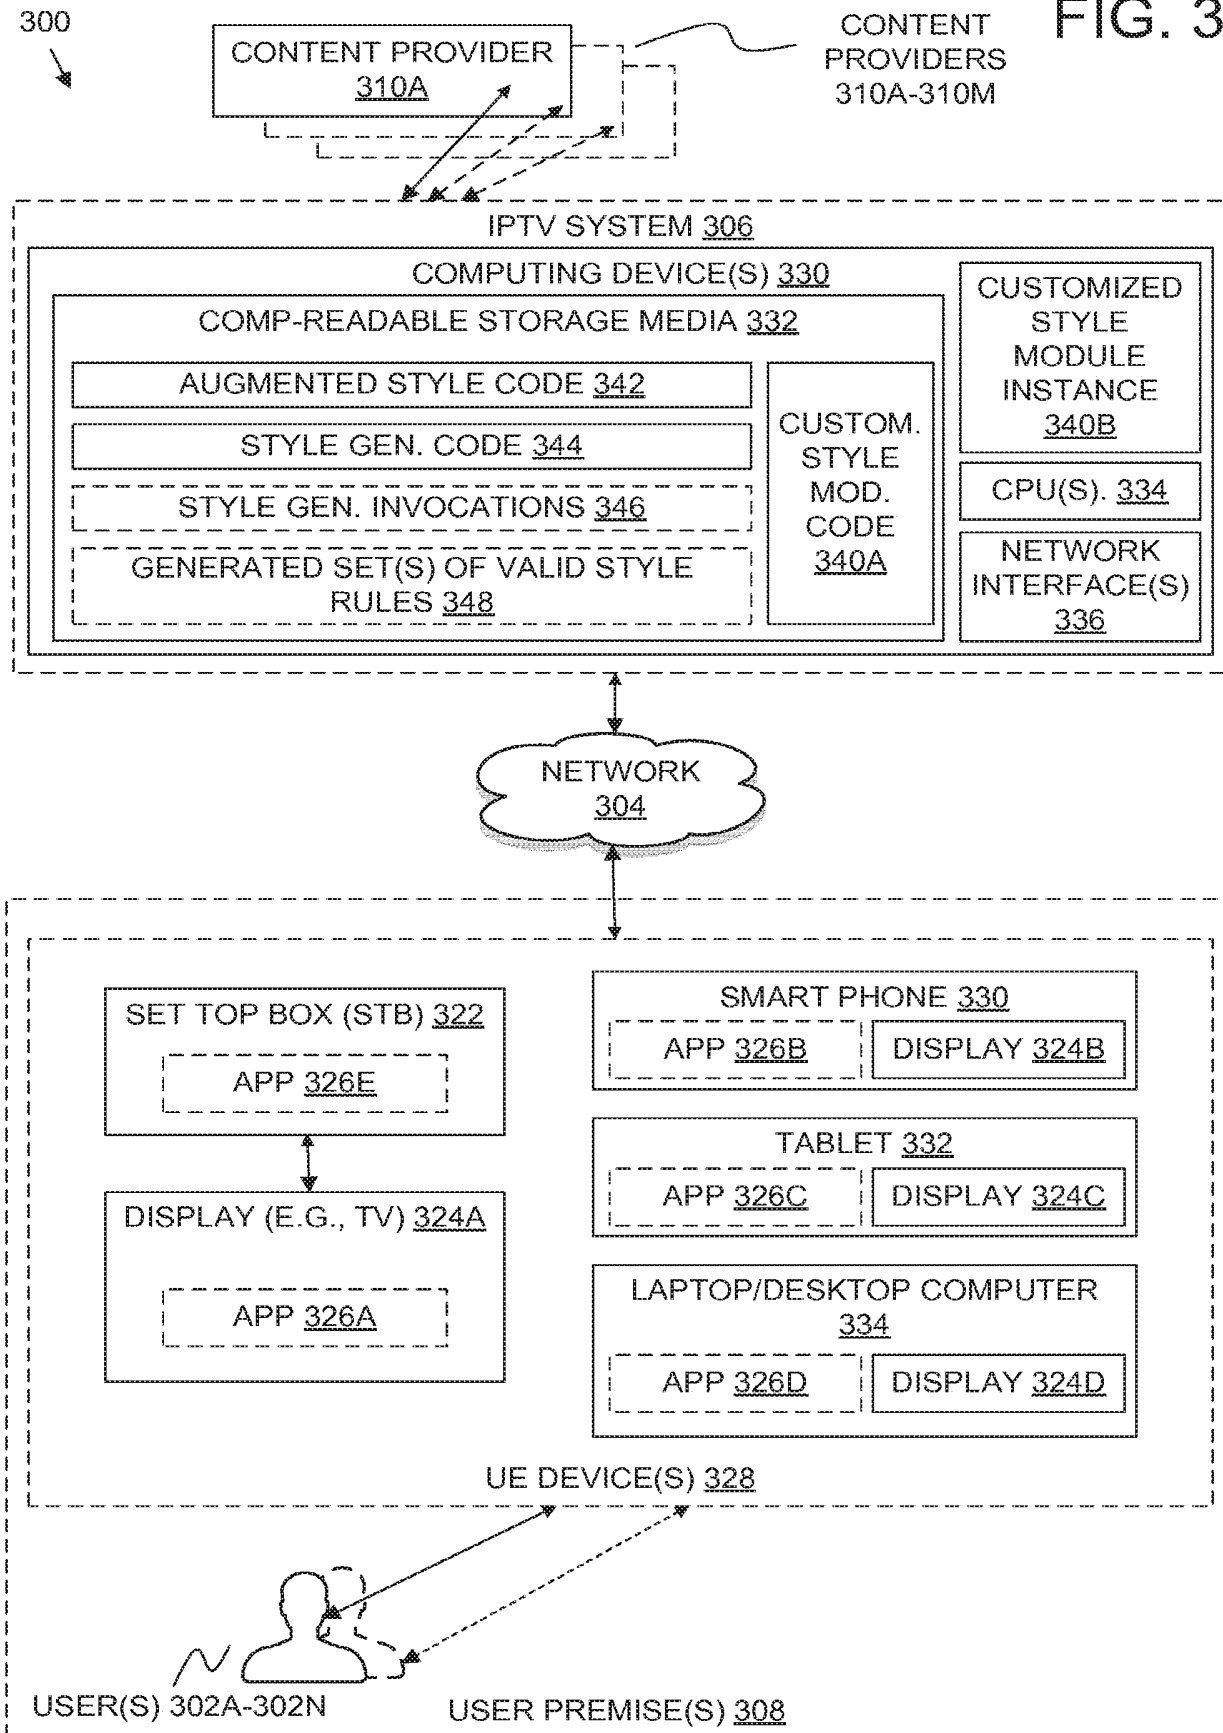 300
FIG. 3
CONTENT PROVIDER
310A
CONTENT
PROVIDERS
310A-310M
IPTV SYSTEM 306
COMPUTING DEVICE(S) 330
COMP-READABLE STORAGE MEDIA 332
AUGMENTED STYLE CODE 342
STYLE GEN. CODE 344
STYLE GEN. INVOCATIONS 346
GENERATED SET(S) OF VALID STYLE
RULES 348
CUSTOM.
STYLE
MOD.
CODE
340A
CUSTOMIZED
STYLE
MODULE
INSTANCE
340B
CPU(S). 334
NETWORK
INTERFACE(S)
336
NETWORK
304
SET TOP BOX (STB) 322
APP 326E
DISPLAY (E.G., TV) 324A
APP 326A
SMART PHONE 330
APP 326B
DISPLAY 324B
TABLET 332
APP 326C
DISPLAY 324C
LAPTOP/DESKTOP COMPUTER
334
APP 326D
DISPLAY 324D
UE DEVICE(S) 328
USER(S) 302A-302N
USER PREMISE(S) 308